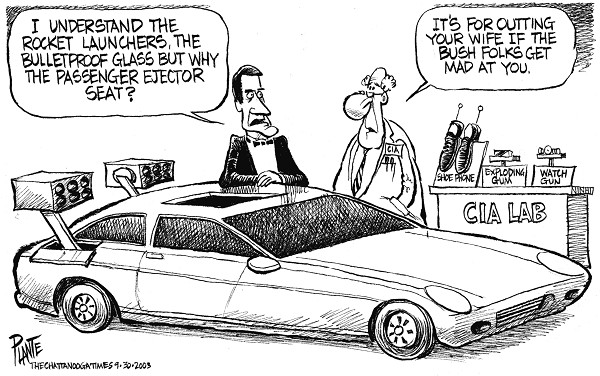 I UNDERSTAND THE
ROCKET LAUNCHERS, THE
BULLETPROOF GLASS BUT WHY
THE PASSENGER EJECTOR
SEAT?
IT'S FOR OUTING
YOUR WIFE IF THE
BUSH FOLKS GET
MAD AT YOU.
CIA
SHOE PHONE
EXPLODING
GUM
WATCH
GUN
CIA LAB
PLANTE
THE CHATTANOOGA TIMES 9-30-2003